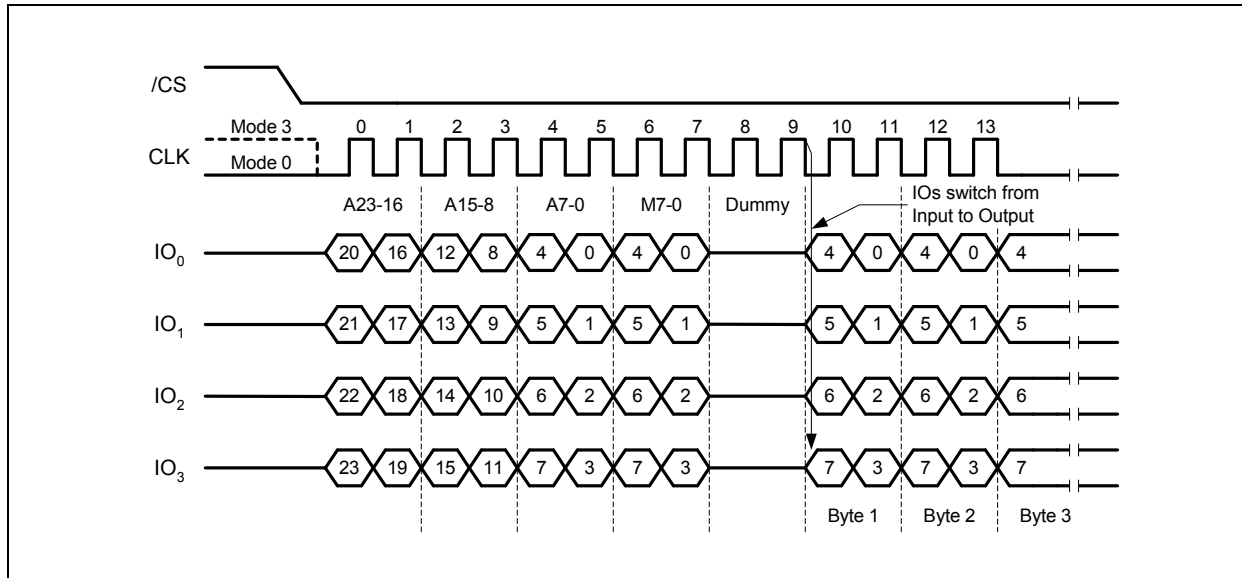 /CS
Mode 3 0 1 2 3 4 5 6 7 8 9 10 11 12 13
CLK
Mode 0
A23-16 A15-8 A7-0 M7-0 Dummy
IOs switch from
Input to Output
IO0 20 16 12 8 4 0 4 0 4 0 4 0 4
IO1 21 17 13 9 5 1 5 1 5 1 5 1 5
IO2 22 18 14 10 6 2 6 2 6 2 6 2 6
IO3 23 19 15 11 7 3 7 3 7 3 7 3 7
Byte 1 Byte 2 Byte 3